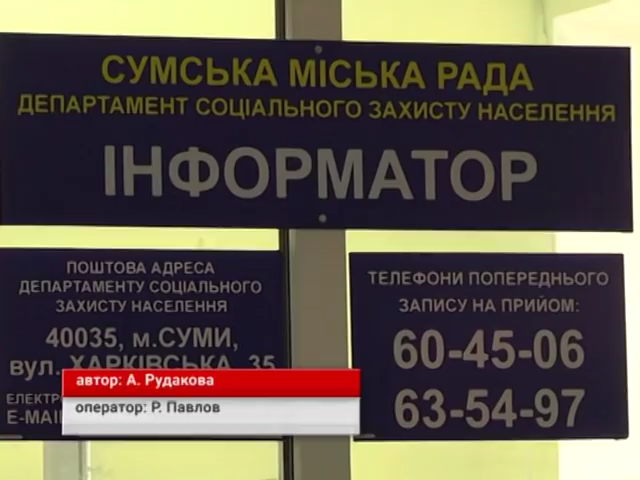 СУМСЬКА МІСЬКА РАДА
ДЕПАРТАМЕНТ СОЦІАЛЬНОГО ЗАХИСТУ НАСЕЛЕННЯ
ІНФОРМАТОР
ПОШТОВА АДРЕСА
ДЕПАРТАМЕНТУ СОЦІАЛЬНОГО
ЗАХИСТУ НАСЕЛЕННЯ
40035, м.СУМИ,
вул. ХАРКІВСЬКА, 35
E-MAIL
ТЕЛЕФОНИ ПОПЕРЕДНЬОГО
ЗАПИСУ НА ПРИЙОМ:
60-45-06
63-54-97
автор: А. Рудакова
оператор: Р. Павлов